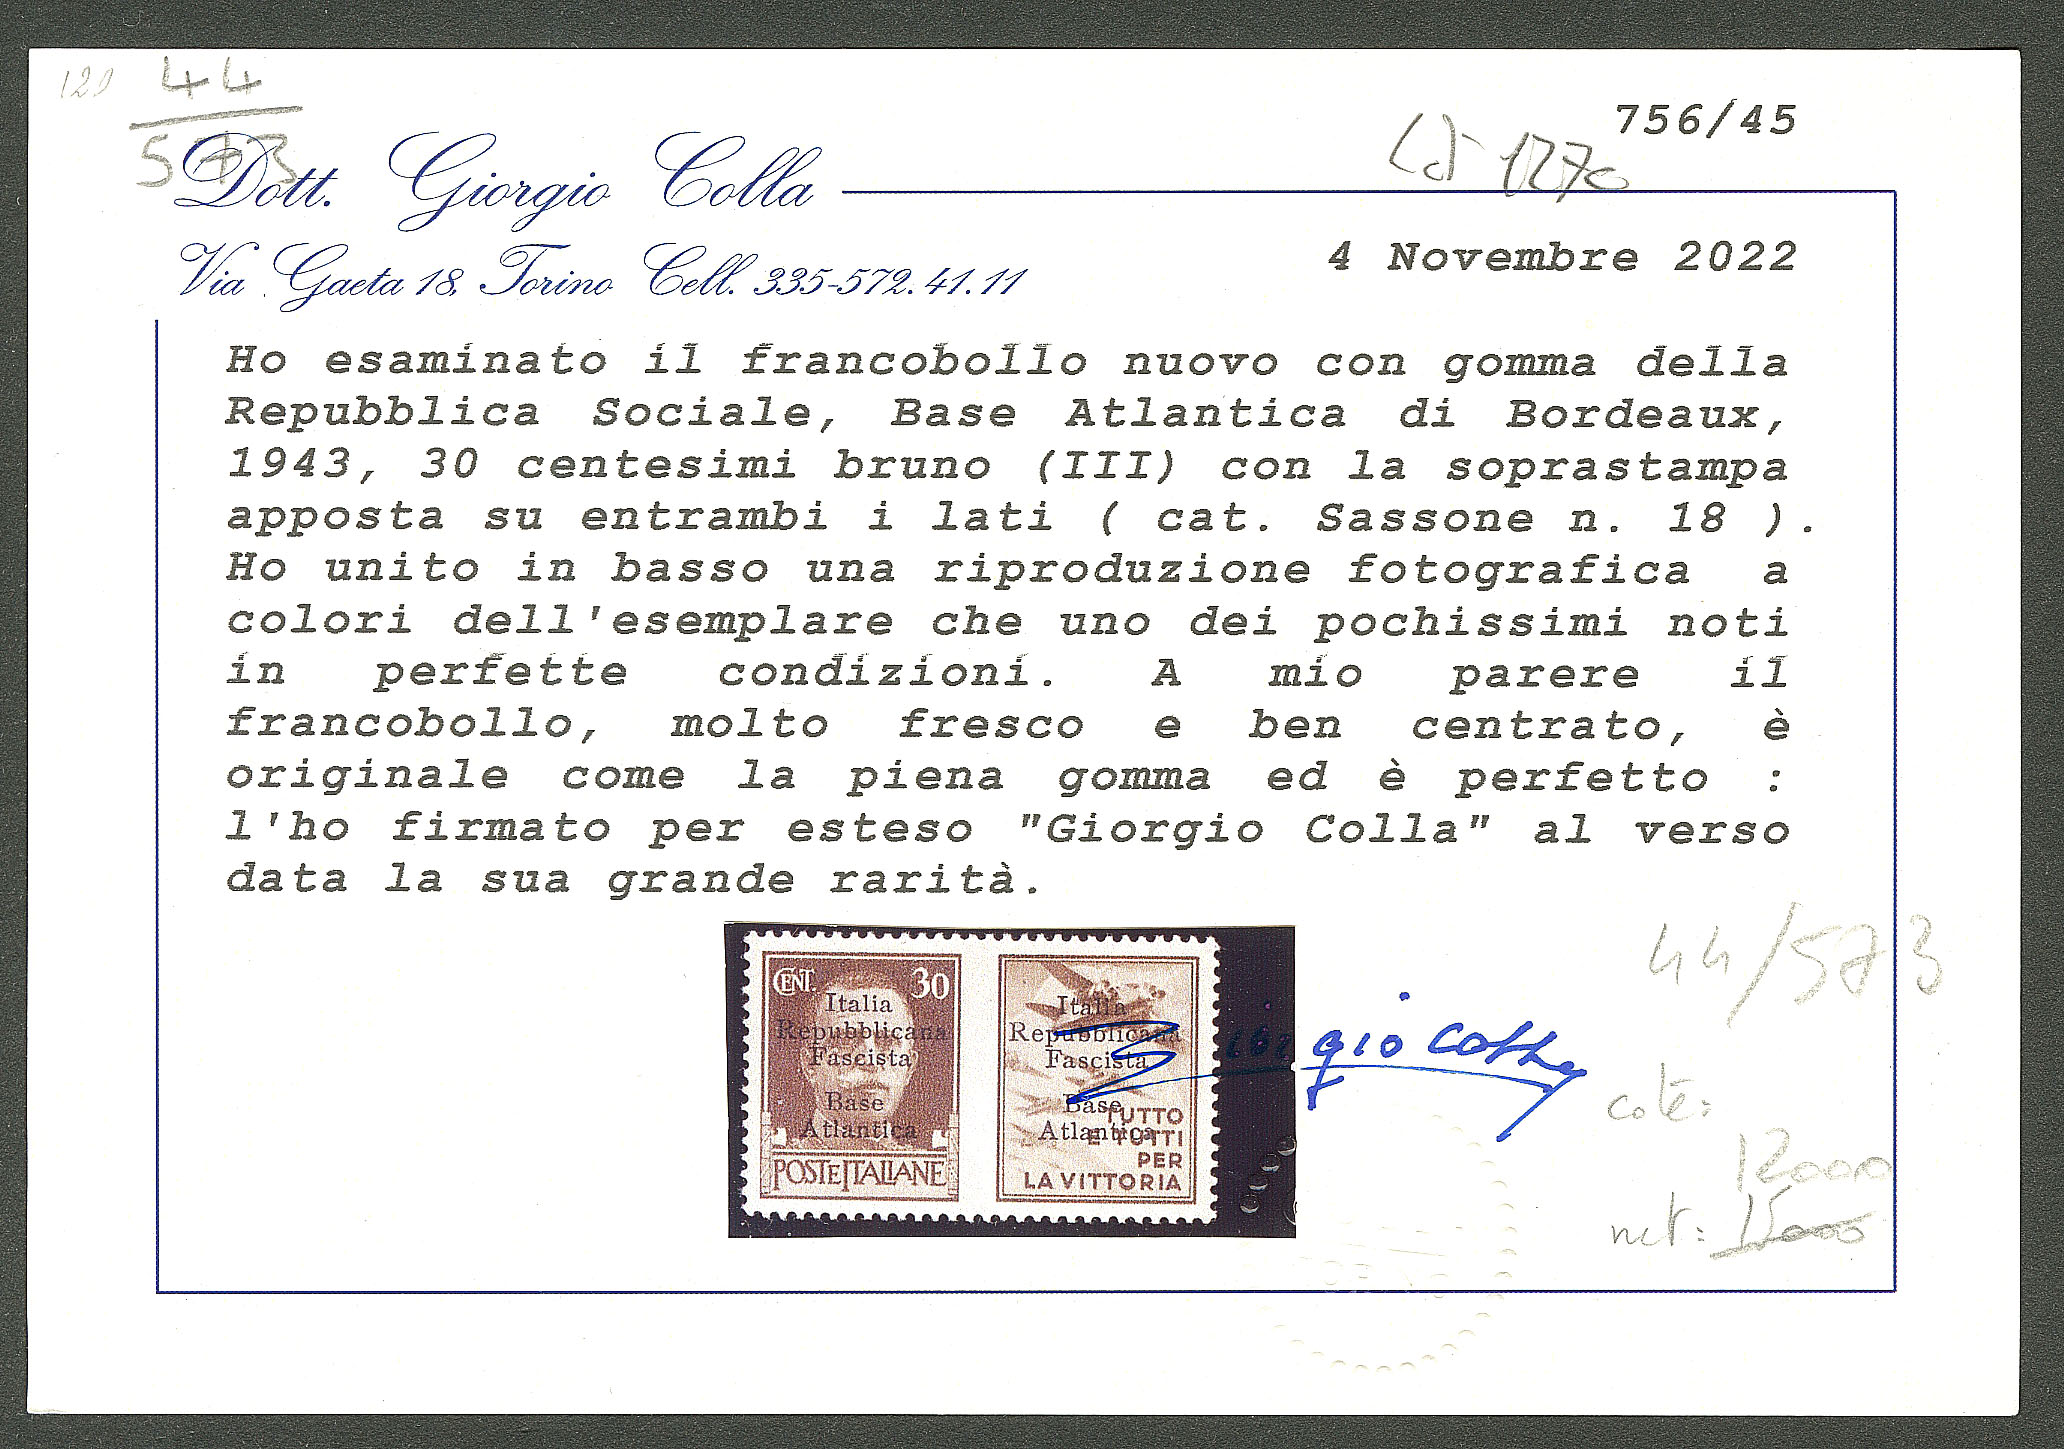 120
44
573
756/45
Dott. Giorgio Colla
Via Gaeta 18, Torino Cell. 335-572.41.11
4 Novembre 2022
Ho esaminato il francobollo nuovo con gomma della
Repubblica Sociale, Base Atlantica di Bordeaux,
1943, 30 centesimi bruno (III) con la soprastampa
apposta su entrambi i lati ( cat. Sassone n. 18 ).
Ho unito in basso una riproduzione fotografica a
colori dell'esemplare che uno dei pochissimi noti
in perfette condizioni. A mio parere il
francobollo, molto fresco e ben centrato, è
originale come la piena gomma ed è perfetto :
l'ho firmato per esteso "Giorgio Colla" al verso
data la sua grande rarità.
CENT. 30
Italia
Repubblicana
Fascista
Base
Atlantica
POSTE ITALIANE
Italia
Repubblicana
Fascista
Base
Atlantica
TUTTO
E TUTTI
PER
LA VITTORIA
Giorgio Colla
44/573
cote:
12000
net: 15000